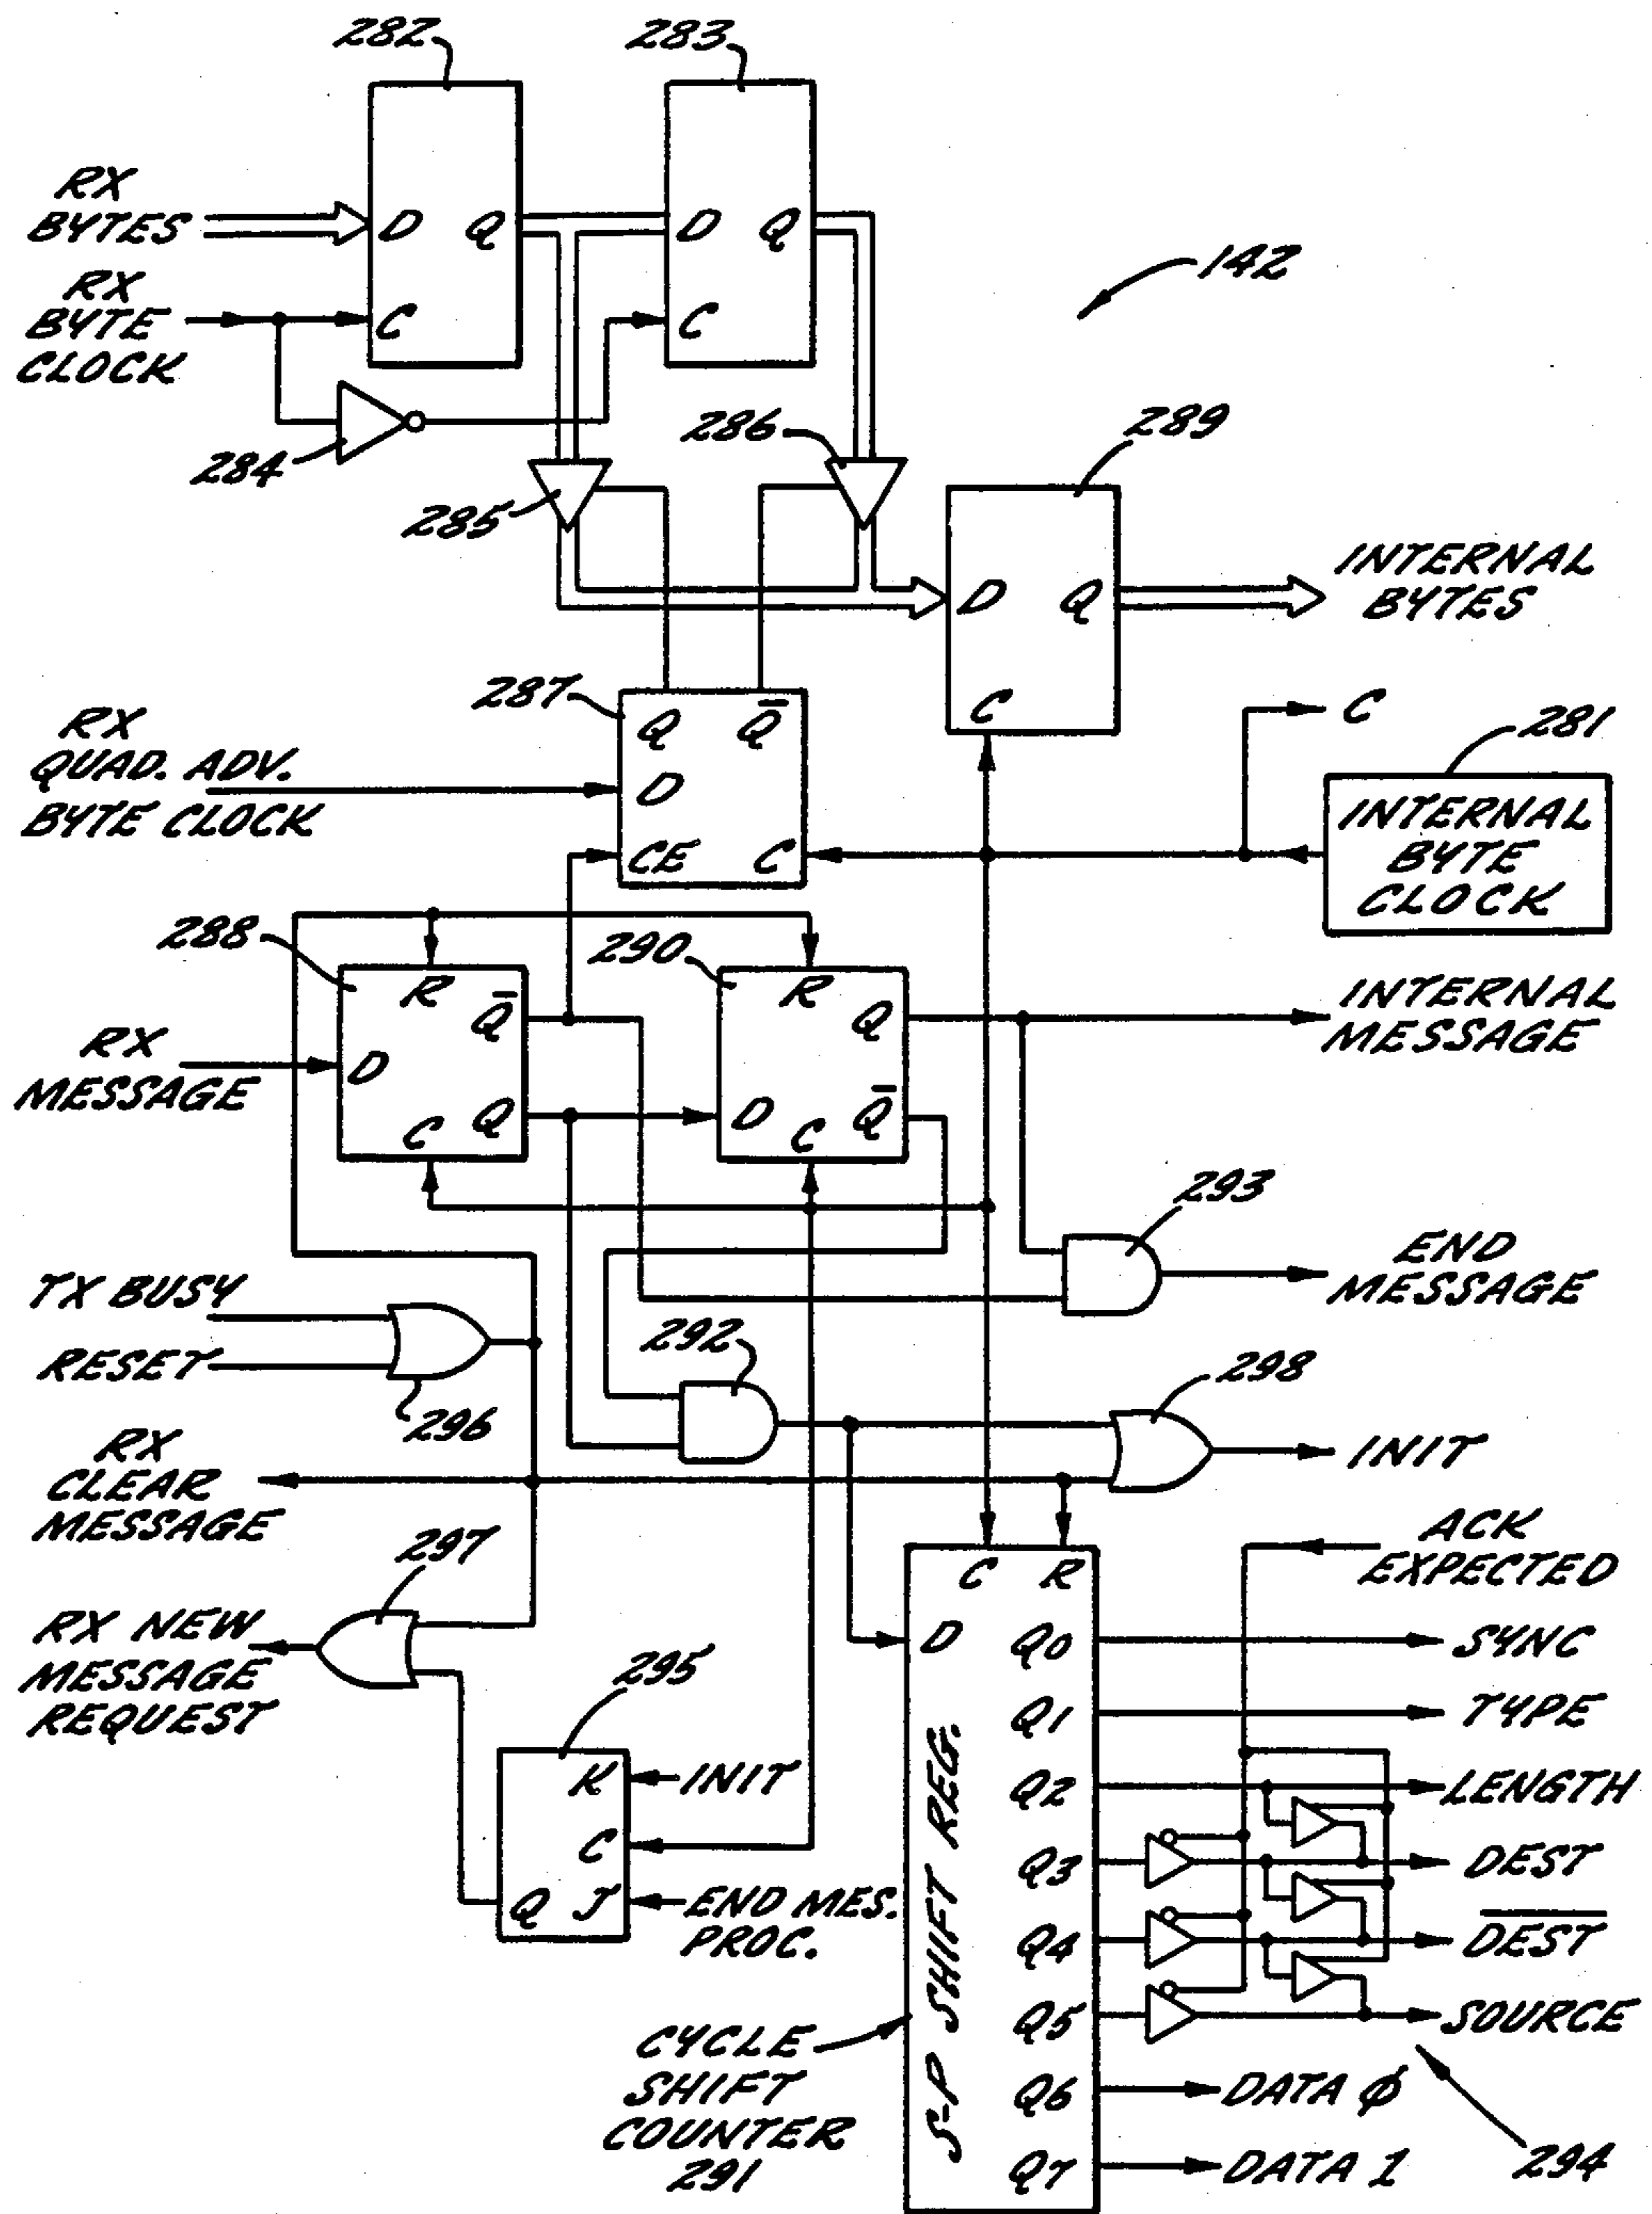 282
283
RX
BYTES
D
Q
D
Q
RX
BYTE
CLOCK
C
C
142
284
285
286
289
D
Q
INTERNAL
BYTES
C
287
Q
Q̅
D
CE
C
RX
QUAD. ADV.
BYTE CLOCK
C
281
INTERNAL
BYTE
CLOCK
288
R
Q̅
D
C
Q
290
R
Q
D
C
Q̅
RX
MESSAGE
INTERNAL
MESSAGE
293
END
MESSAGE
TX BUSY
RESET
296
292
298
INIT
RX
CLEAR
MESSAGE
297
RX NEW
MESSAGE
REQUEST
295
K
INIT
C
Q
J
END MES.
PROC.
ACK
EXPECTED
C
R
D
Q0
SYNC
Q1
TYPE
Q2
LENGTH
Q3
DEST
Q4
D̅E̅S̅T̅
Q5
SOURCE
Q6
DATA ϕ
Q7
DATA 1
S-P SHIFT REG.
CYCLE
SHIFT
COUNTER
291
294